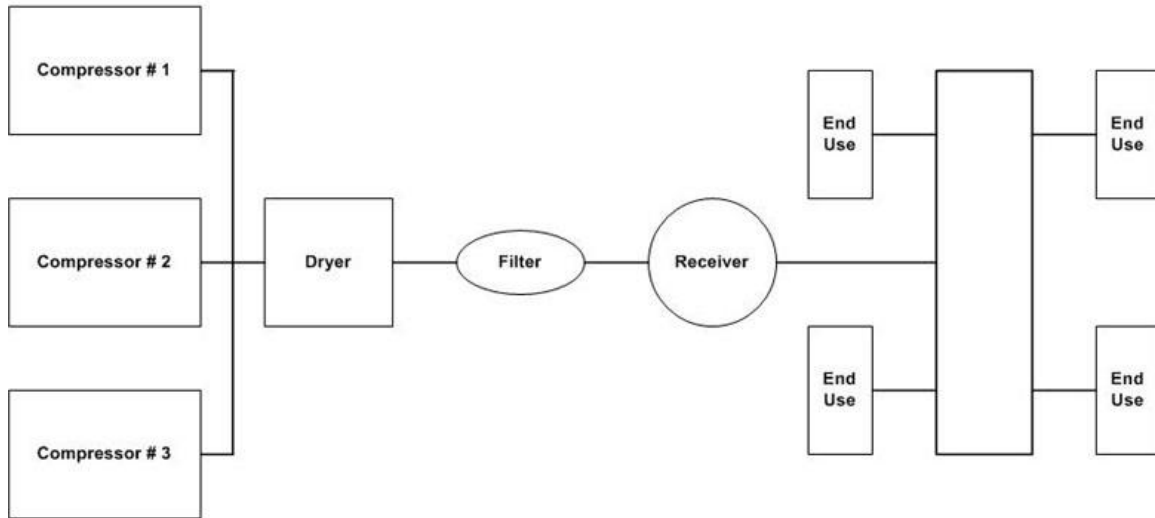 Compressor # 1
End
Use
End
Use
Compressor # 2
Dryer
Filter
Receiver
End
Use
End
Use
Compressor # 3